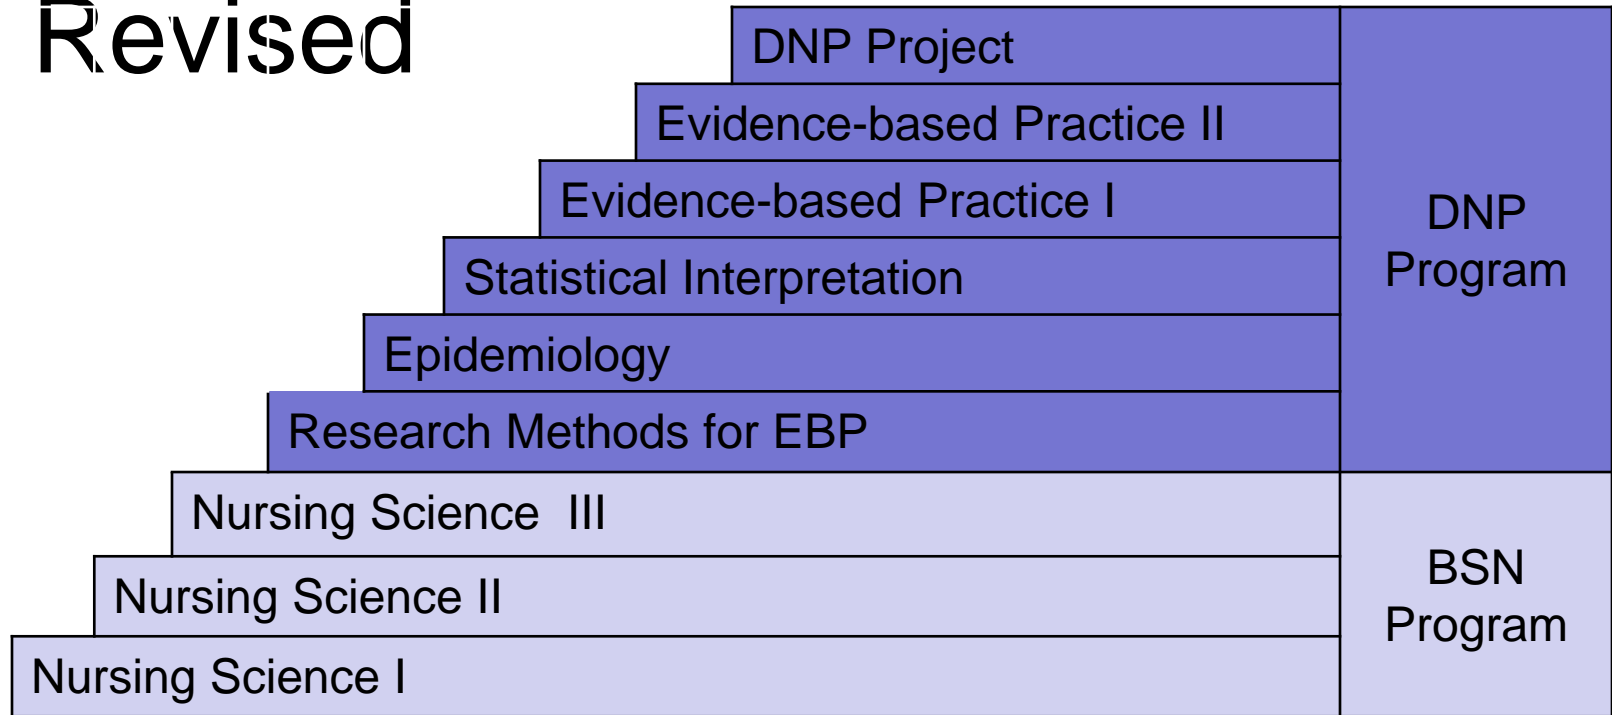 Revised
DNP Project
Evidence-based Practice II
Evidence-based Practice I
Statistical Interpretation
Epidemiology
Research Methods for EBP
DNP
Program
Nursing Science III
Nursing Science II
Nursing Science I
BSN
Program